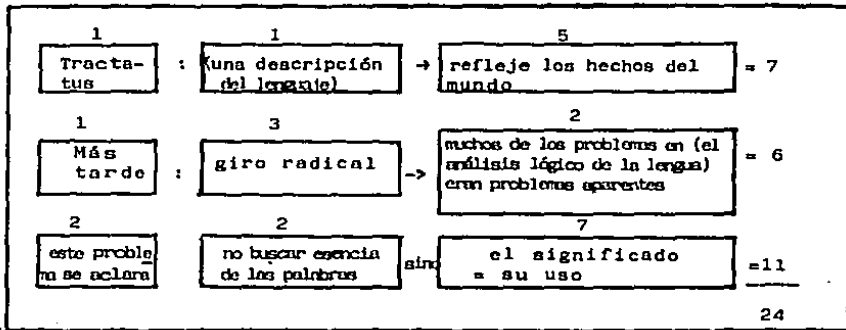 1 1 5
Tracta- : (una descripción → refleje los hechos del = 7
tus del lenguaje) mundo
1 3 2
Más : giro radical -> muchos de los problemas en (el = 6
tarde análisis lógico de la lengua)
eran problemas aparentes
2 2 7
este proble no buscar esencia sino el significado =11
ma se aclara de las palabras = su uso
24